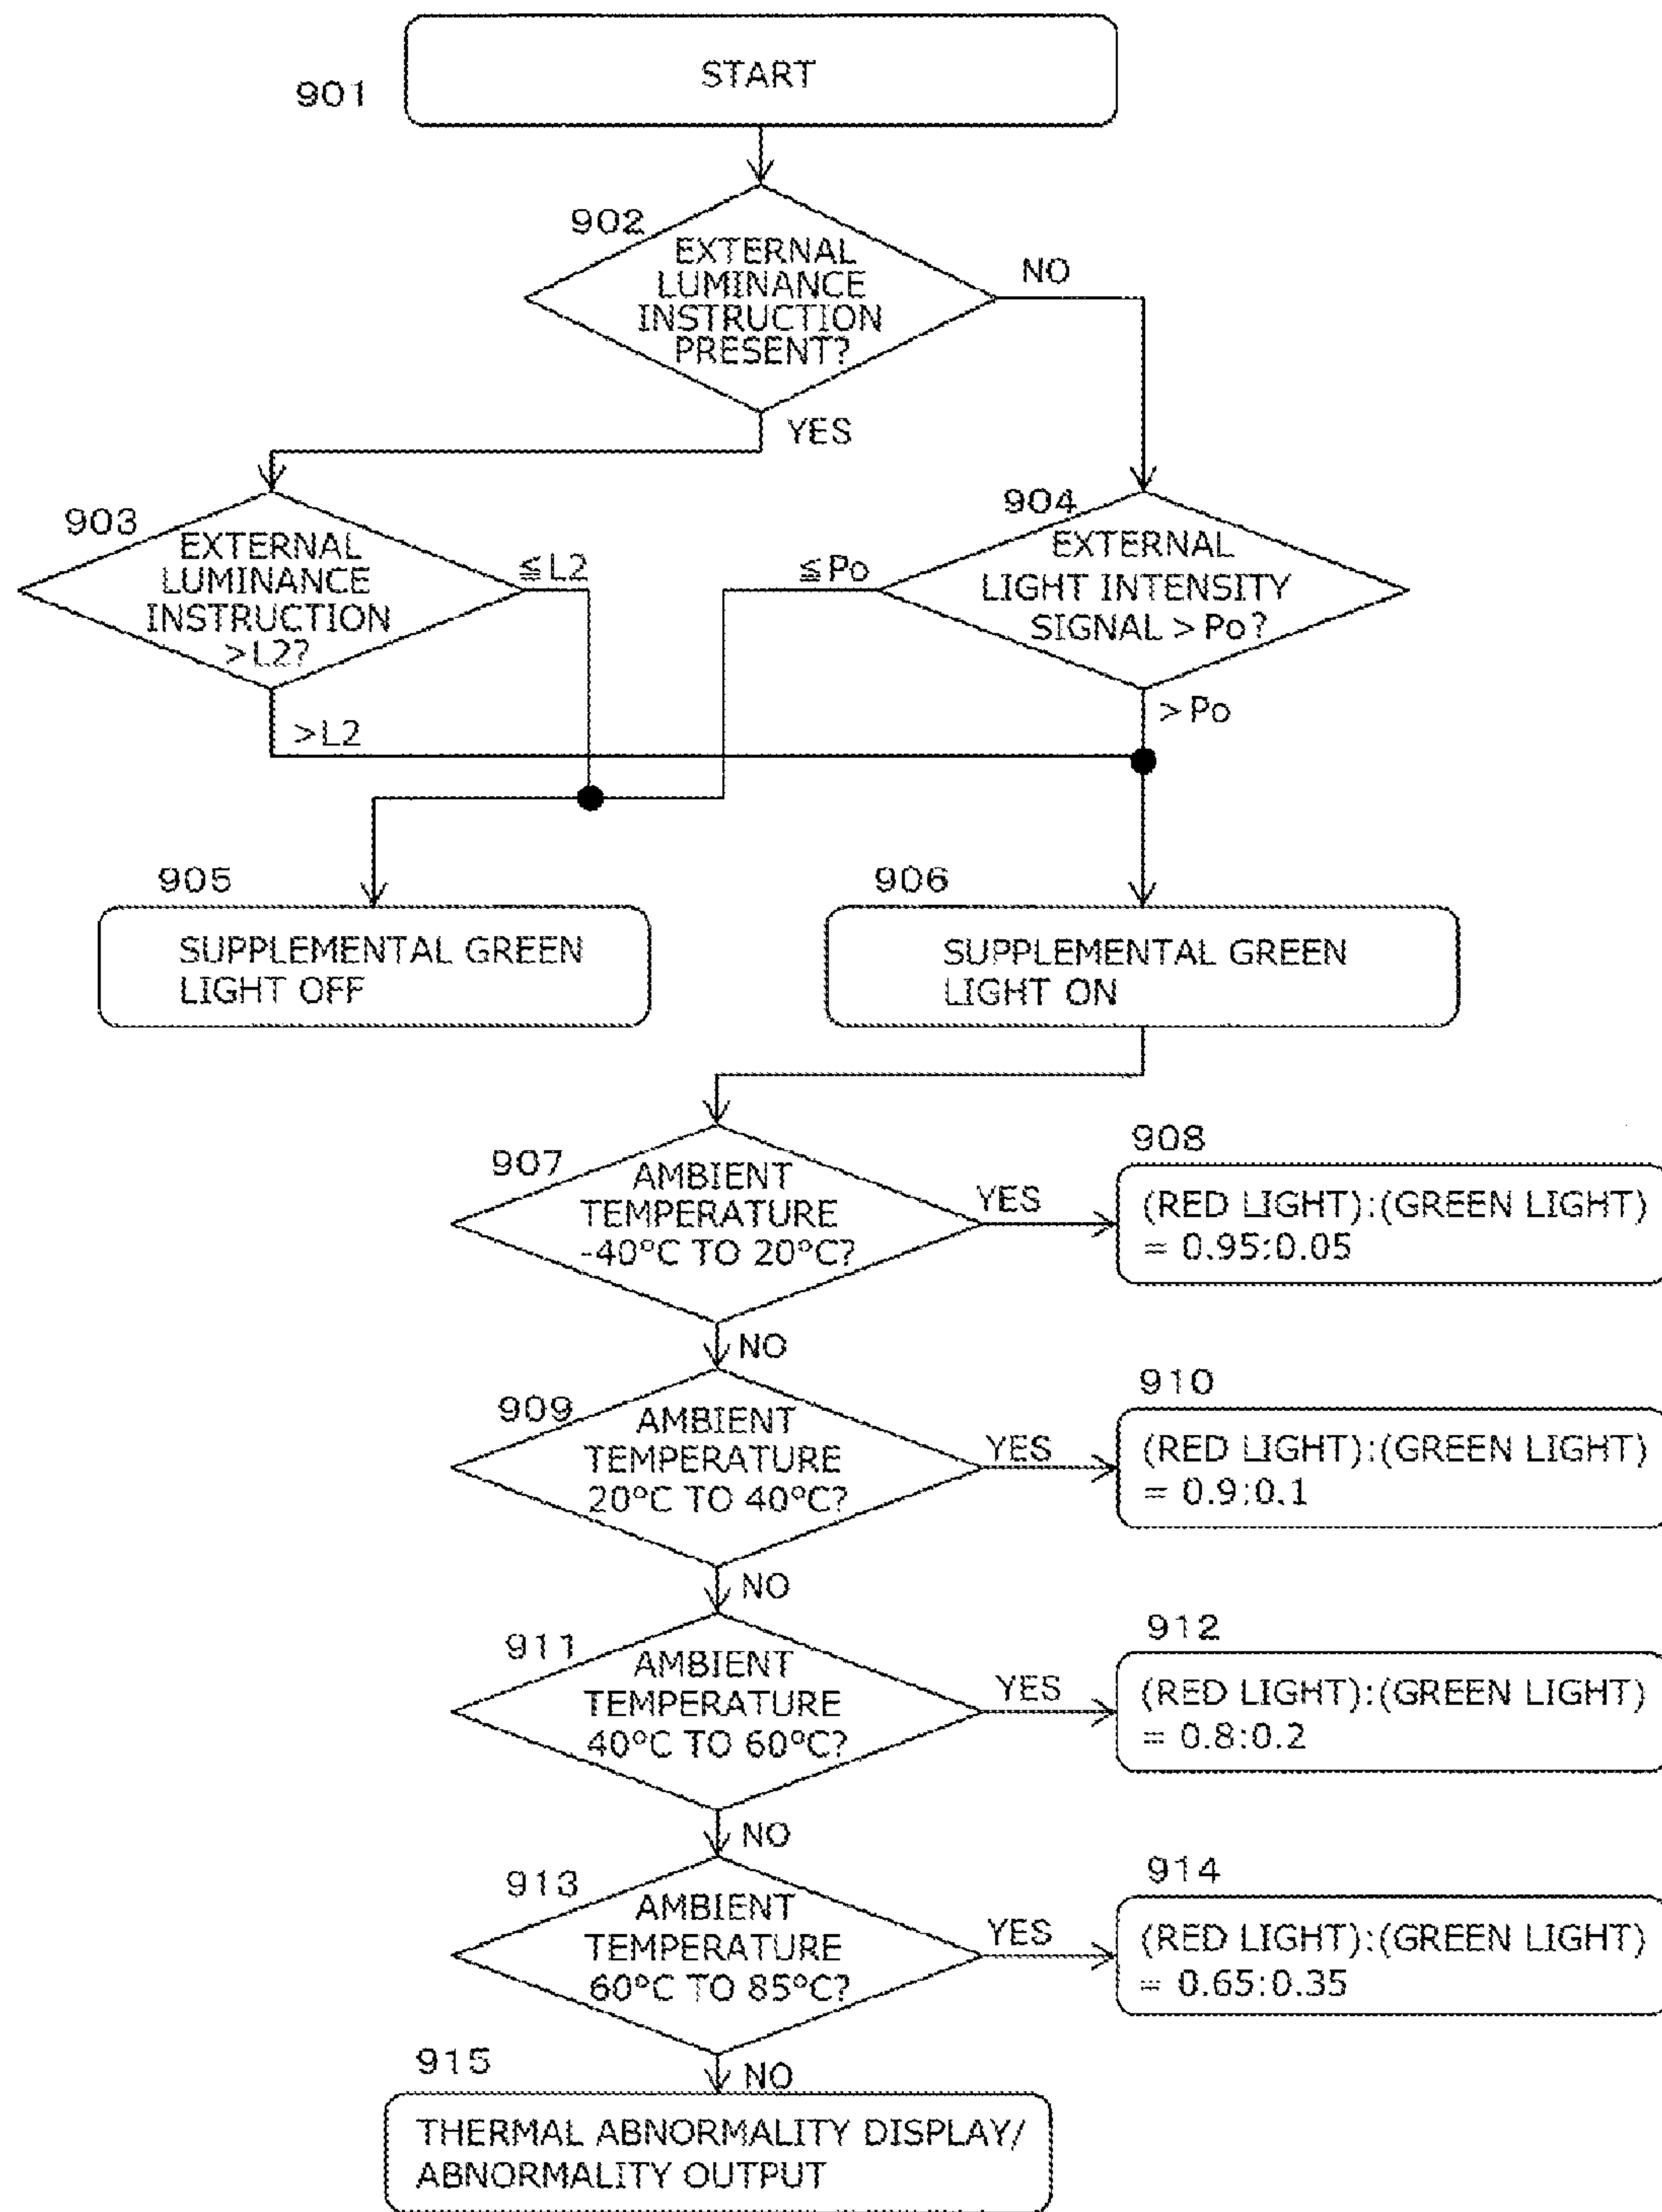 START
901
902
EXTERNAL
LUMINANCE
INSTRUCTION
PRESENT?
NO
YES
903
EXTERNAL
LUMINANCE
INSTRUCTION
>L2?
≦L2
>L2
904
EXTERNAL
LIGHT INTENSITY
SIGNAL > Po?
≦Po
> Po
905
SUPPLEMENTAL GREEN
LIGHT OFF
906
SUPPLEMENTAL GREEN
LIGHT ON
907
AMBIENT
TEMPERATURE
-40°C TO 20°C?
YES
908
(RED LIGHT):(GREEN LIGHT)
= 0.95:0.05
NO
909
AMBIENT
TEMPERATURE
20°C TO 40°C?
YES
910
(RED LIGHT):(GREEN LIGHT)
= 0.9:0.1
NO
911
AMBIENT
TEMPERATURE
40°C TO 60°C?
YES
912
(RED LIGHT):(GREEN LIGHT)
= 0.8:0.2
NO
913
AMBIENT
TEMPERATURE
60°C TO 85°C?
YES
914
(RED LIGHT):(GREEN LIGHT)
= 0.65:0.35
NO
915
THERMAL ABNORMALITY DISPLAY/
ABNORMALITY OUTPUT